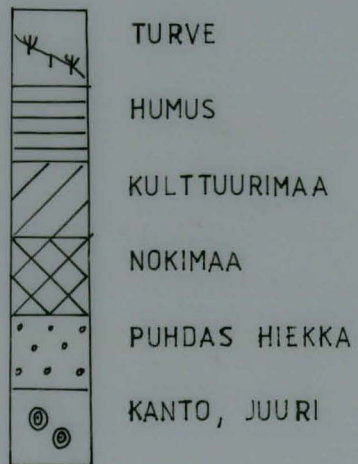 TURVE
HUMUS
KULTTUURIMAA
NOKIMAA
PUHDAS HIEKKA
KANTO, JUURI